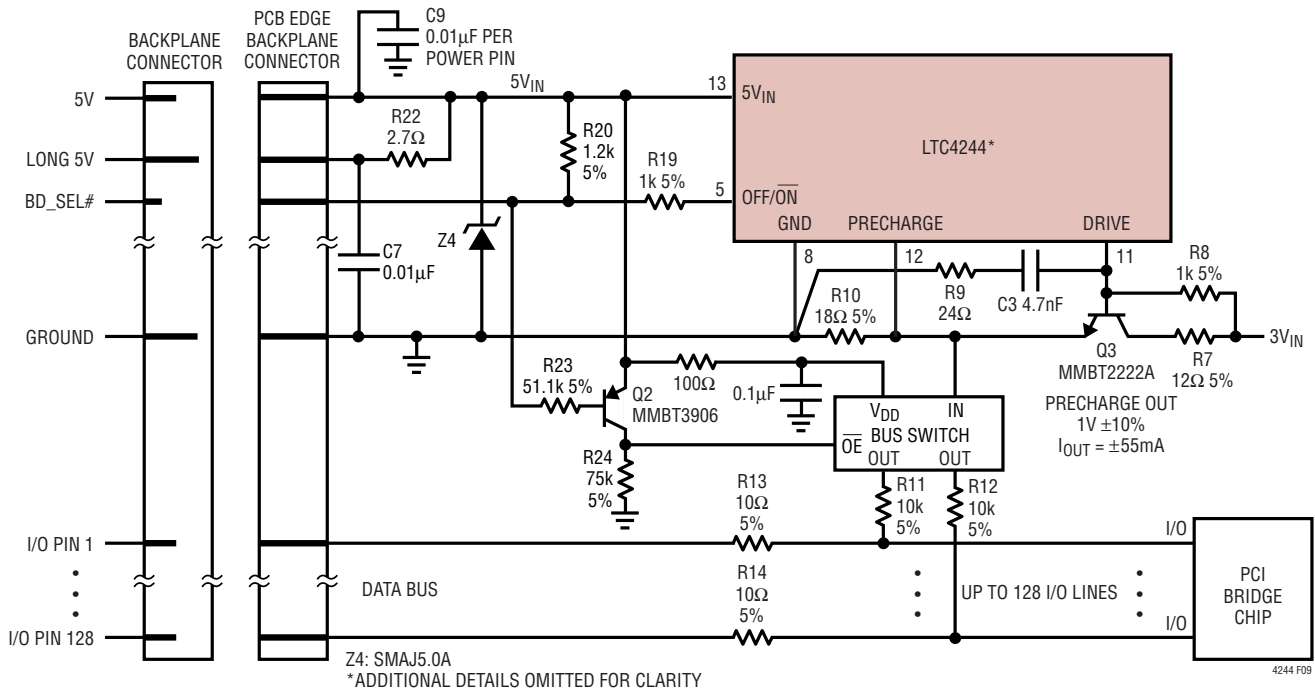 BACKPLANE
CONNECTOR
PCB EDGE
BACKPLANE
CONNECTOR
C9
0.01µF PER
POWER PIN
5V
LONG 5V
BD_SEL#
GROUND
I/O PIN 1
I/O PIN 128
R22
2.7Ω
5VIN
R20
1.2k
5%
R19
1k 5%
Z4
C7
0.01µF
13
5VIN
LTC4244*
5
OFF/ON
GND
PRECHARGE
DRIVE
8
12
11
R8
1k 5%
R9
24Ω
C3 4.7nF
R10
18Ω 5%
3VIN
Q3
MMBT2222A
R7
12Ω 5%
PRECHARGE OUT
1V ±10%
IOUT = ±55mA
R23
51.1k 5%
Q2
MMBT3906
100Ω
0.1µF
VDD
IN
OE
BUS SWITCH
OUT
OUT
R24
75k
5%
R13
10Ω
5%
R11
10k
5%
R12
10k
5%
I/O
R14
10Ω
5%
DATA BUS
UP TO 128 I/O LINES
I/O
PCI
BRIDGE
CHIP
Z4: SMAJ5.0A
*ADDITIONAL DETAILS OMITTED FOR CLARITY
4244 F09